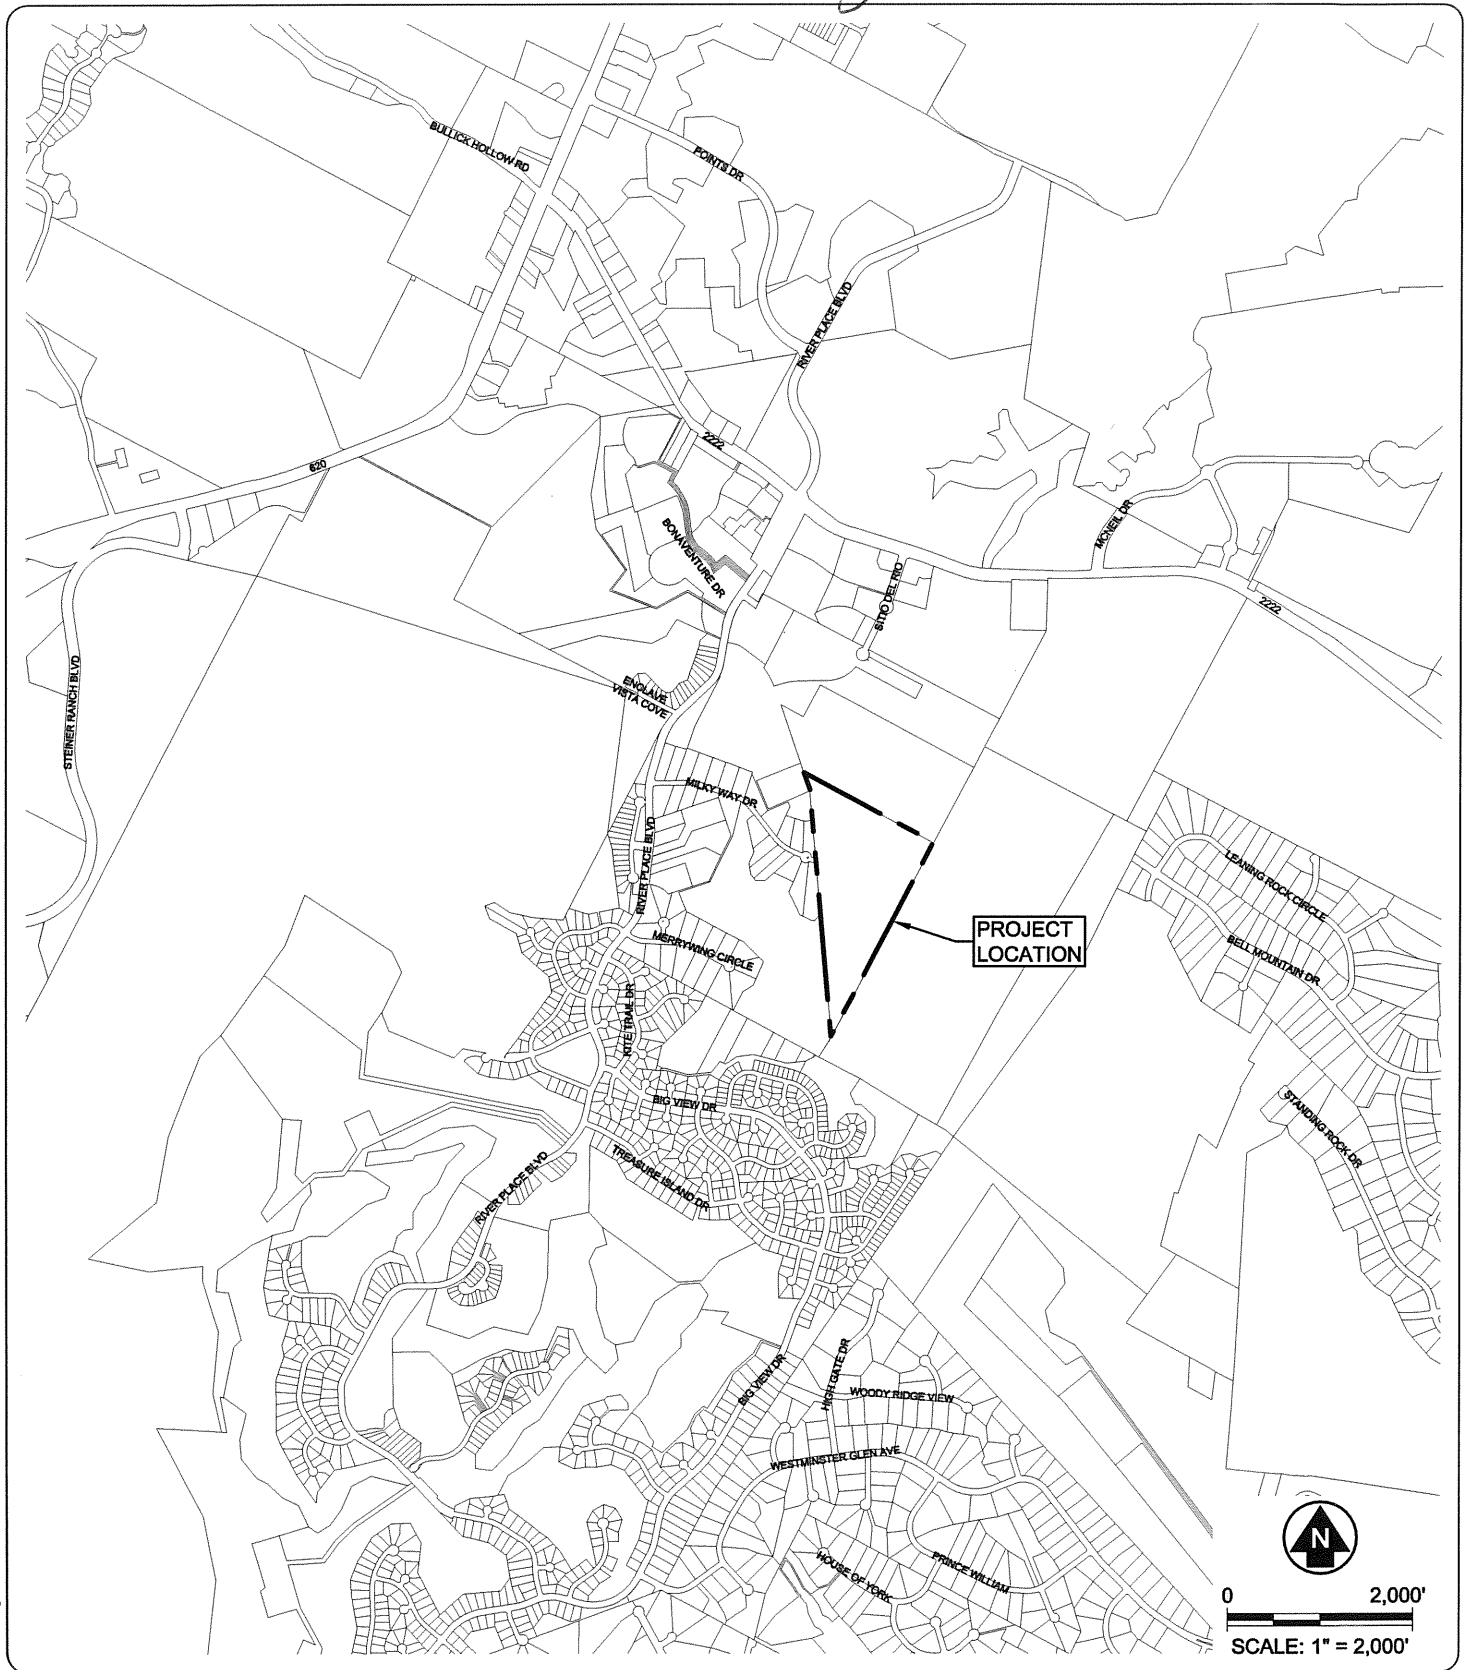 BULLICK HOLLOW RD
POINTS DR
RIVER PLACE BLVD
2222
620
BONAVENTURE DR
MCNEIL DR
SITIO DEL RIO
2222
STEINER RANCH BLVD
ENCLAVE
VISTA COVE
MILKY WAY DR
RIVER PLACE BLVD
LEANING ROCK CIRCLE
PROJECT
LOCATION
MERRYWING CIRCLE
BELL MOUNTAIN DR
KITE TRAIL DR
BIG VIEW DR
STANDING ROCK DR
TREASURE ISLAND DR
RIVER PLACE BLVD
BIG VIEW DR
HIGH GATE DR
WOODY RIDGE VIEW
WESTMINSTER GLEN AVE
HOUSE OF YORK
PRINCE WILLIAM
N
0 2,000'
SCALE: 1" = 2,000'